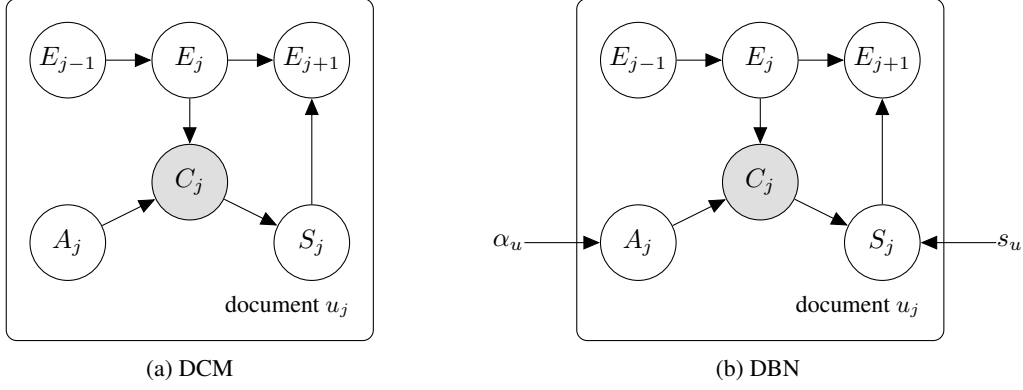 E_{j−1} E_j E_{j+1}
C_j
A_j S_j
document u_j
(a) DCM
E_{j−1} E_j E_{j+1}
C_j
α_u A_j S_j s_u
document u_j
(b) DBN